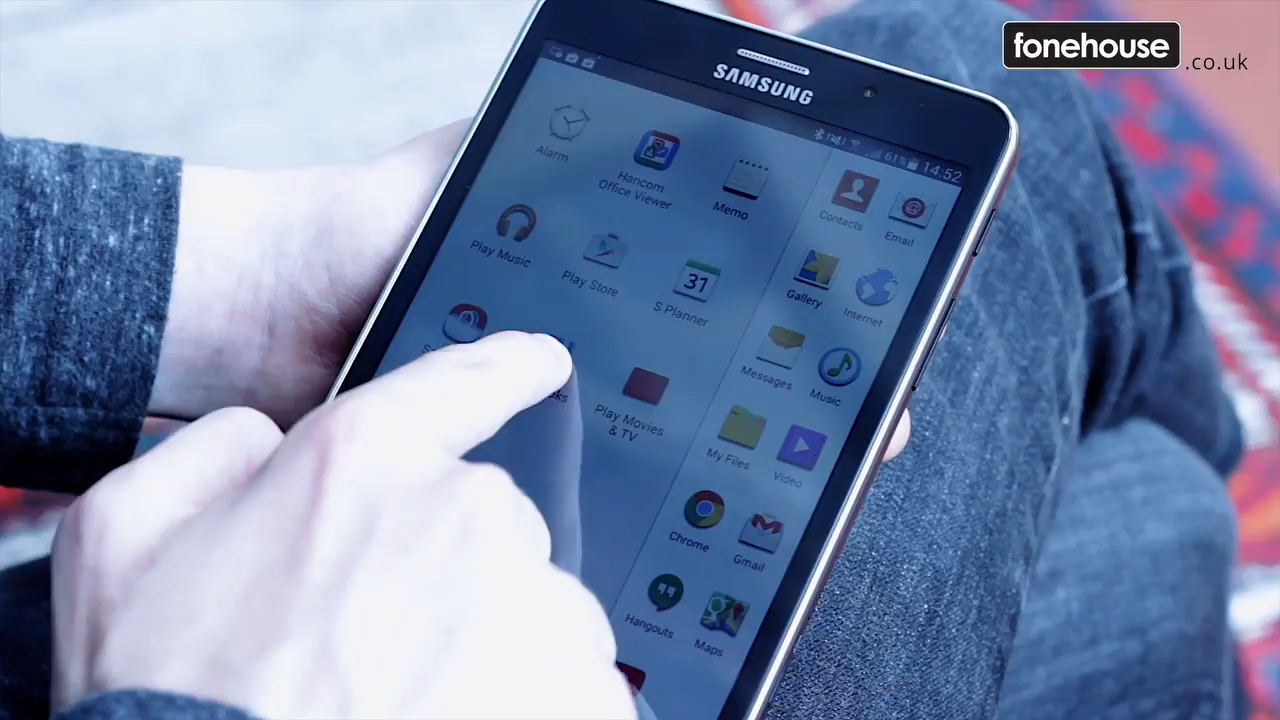 fonehouse
.co.uk
SAMSUNG
61% 14:52
Alarm
Hancom
Office Viewer
Memo
Contacts
Email
Play Music
Play Store
31
S Planner
Gallery
Internet
Play Movies
& TV
Messages
Music
My Files
Video
Chrome
Gmail
Hangouts
Maps